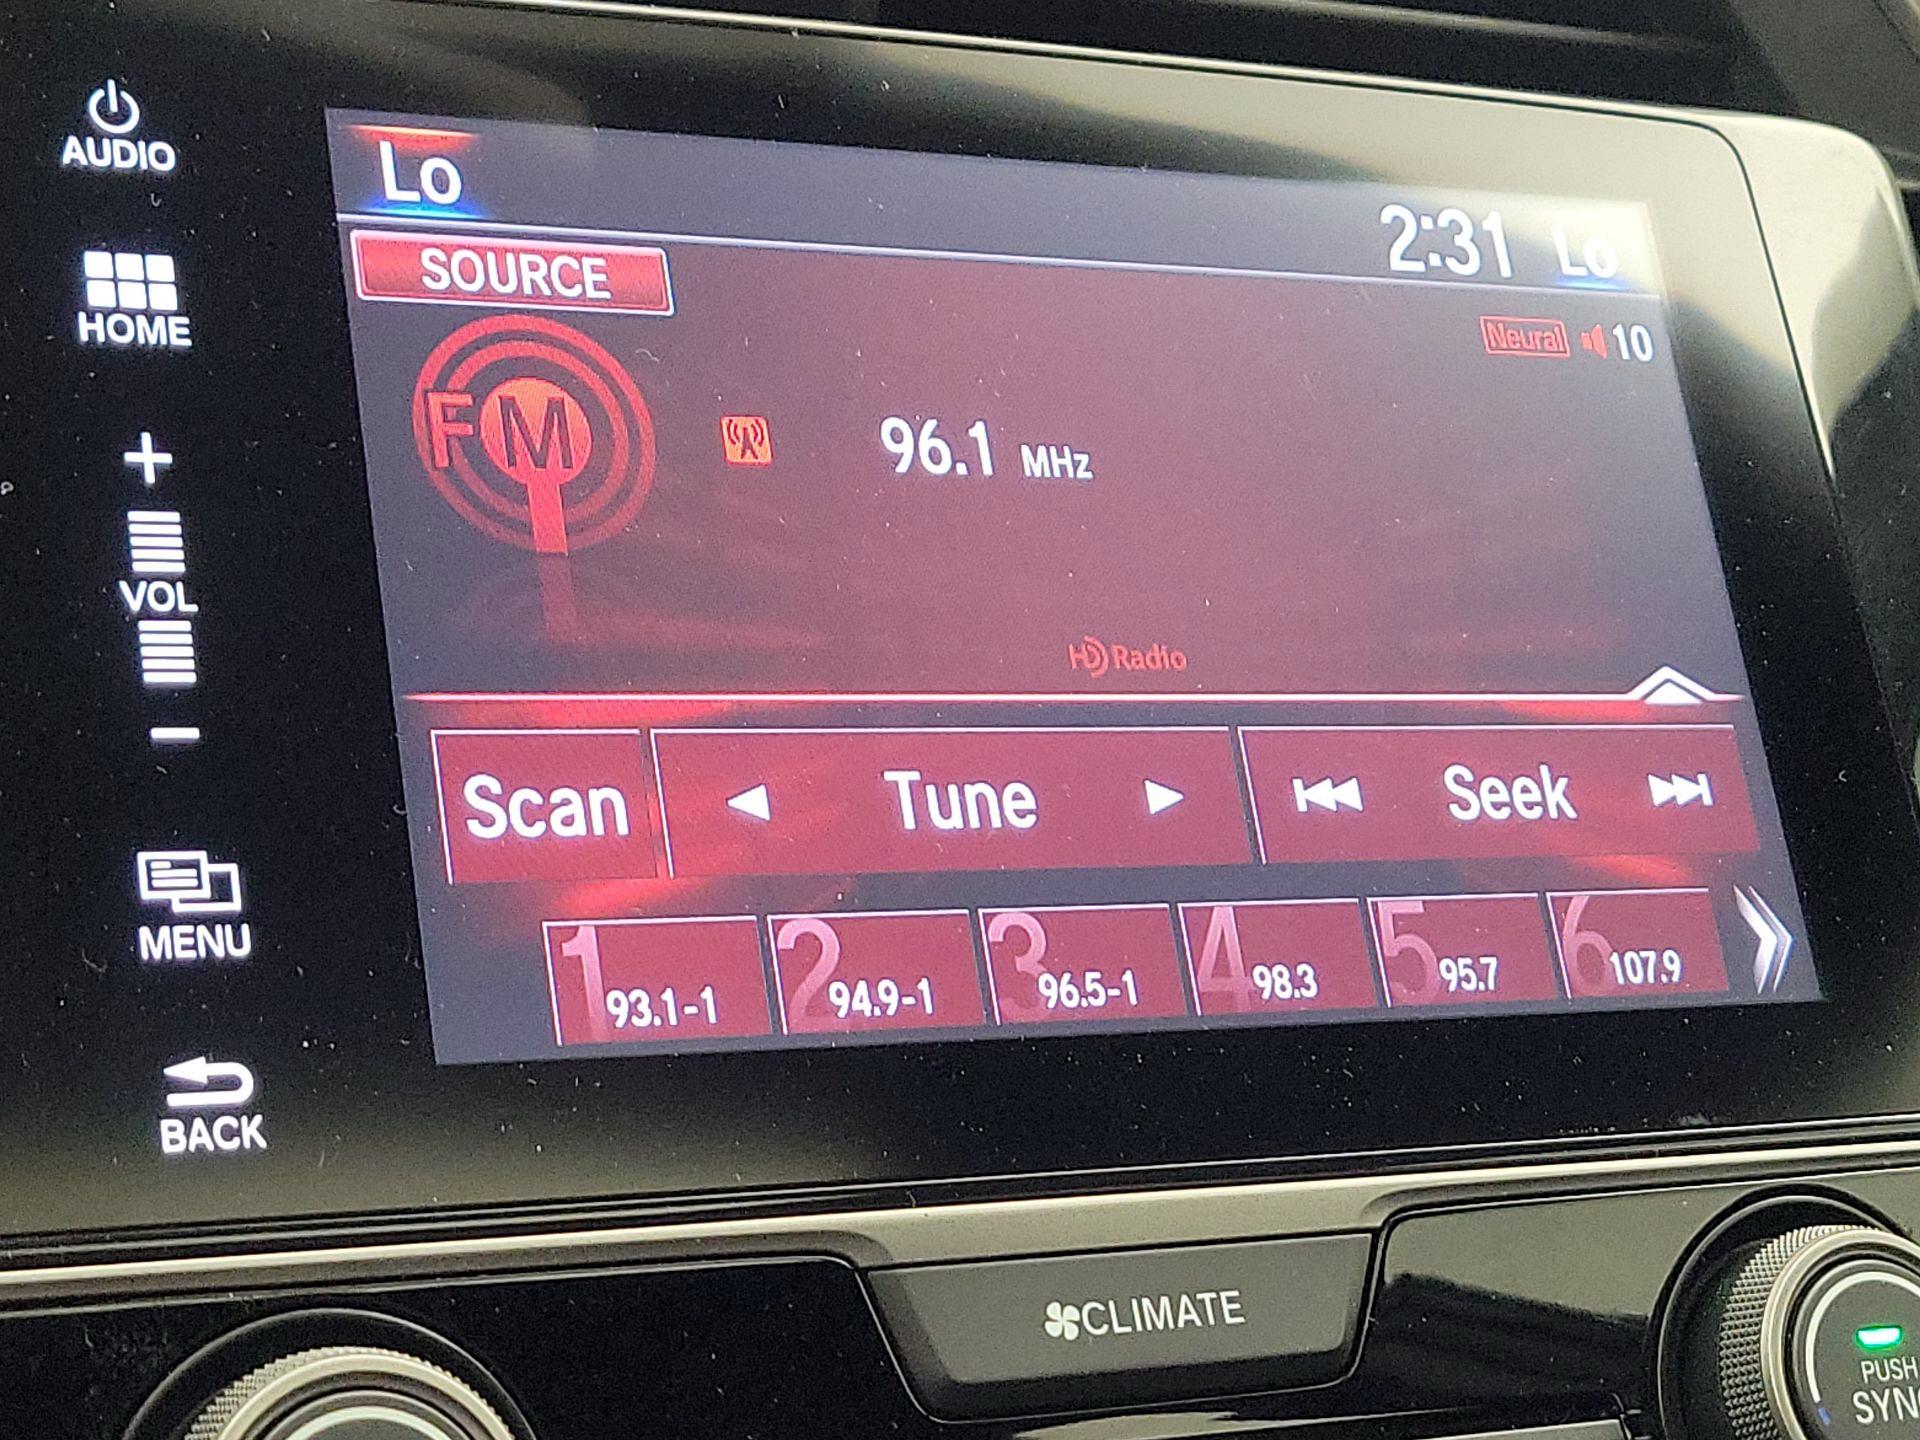 AUDIO
HOME
+
VOL
−
MENU
BACK
Lo
2:31 Lo
SOURCE
Neural 10
FM
96.1 MHz
HD Radio
Scan
Tune
Seek
1 93.1-1
2 94.9-1
3 96.5-1
4 98.3
5 95.7
6 107.9
CLIMATE
PUSH
SYN